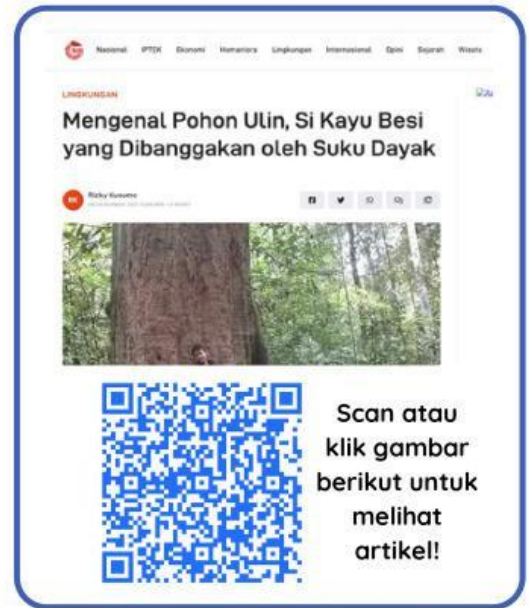 Nasional IPTEK Ekonomi Humaniora Lingkungan Internasional Opini Sejarah Wisata
LINGKUNGAN
Mengenal Pohon Ulin, Si Kayu Besi
yang Dibanggakan oleh Suku Dayak
RK
Rizky Kusumo
Scan atau
klik gambar
berikut untuk
melihat
artikel!